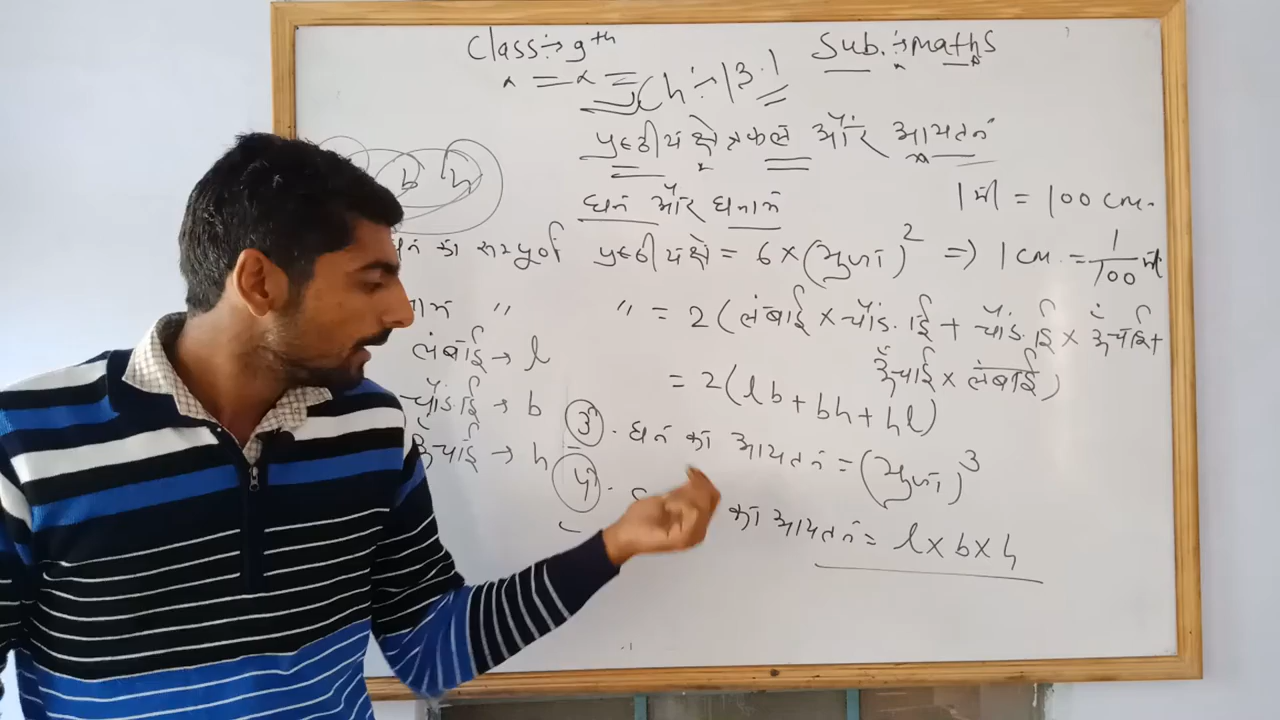 Class:→ 9th
Sub.:→ maths
Ch:→ 13.1
पृष्ठीय क्षेत्रफल और आयतन
घन और घनाभ
1 मी = 100 cm.
का सम्पूर्ण पृष्ठीय क्षे = 6 × (भुजा)² => 1 cm. = 1/100 मी
" " = 2 (लंबाई × चौड़ाई + चौड़ाई × ऊँचाई +
ऊँचाई × लंबाई)
लंबाई → l
= 2 (lb + bh + hl)
चौड़ाई → b
ऊँचाई → h
③. घन का आयतन = (भुजा)³
④. का आयतन = l × b × h
b h